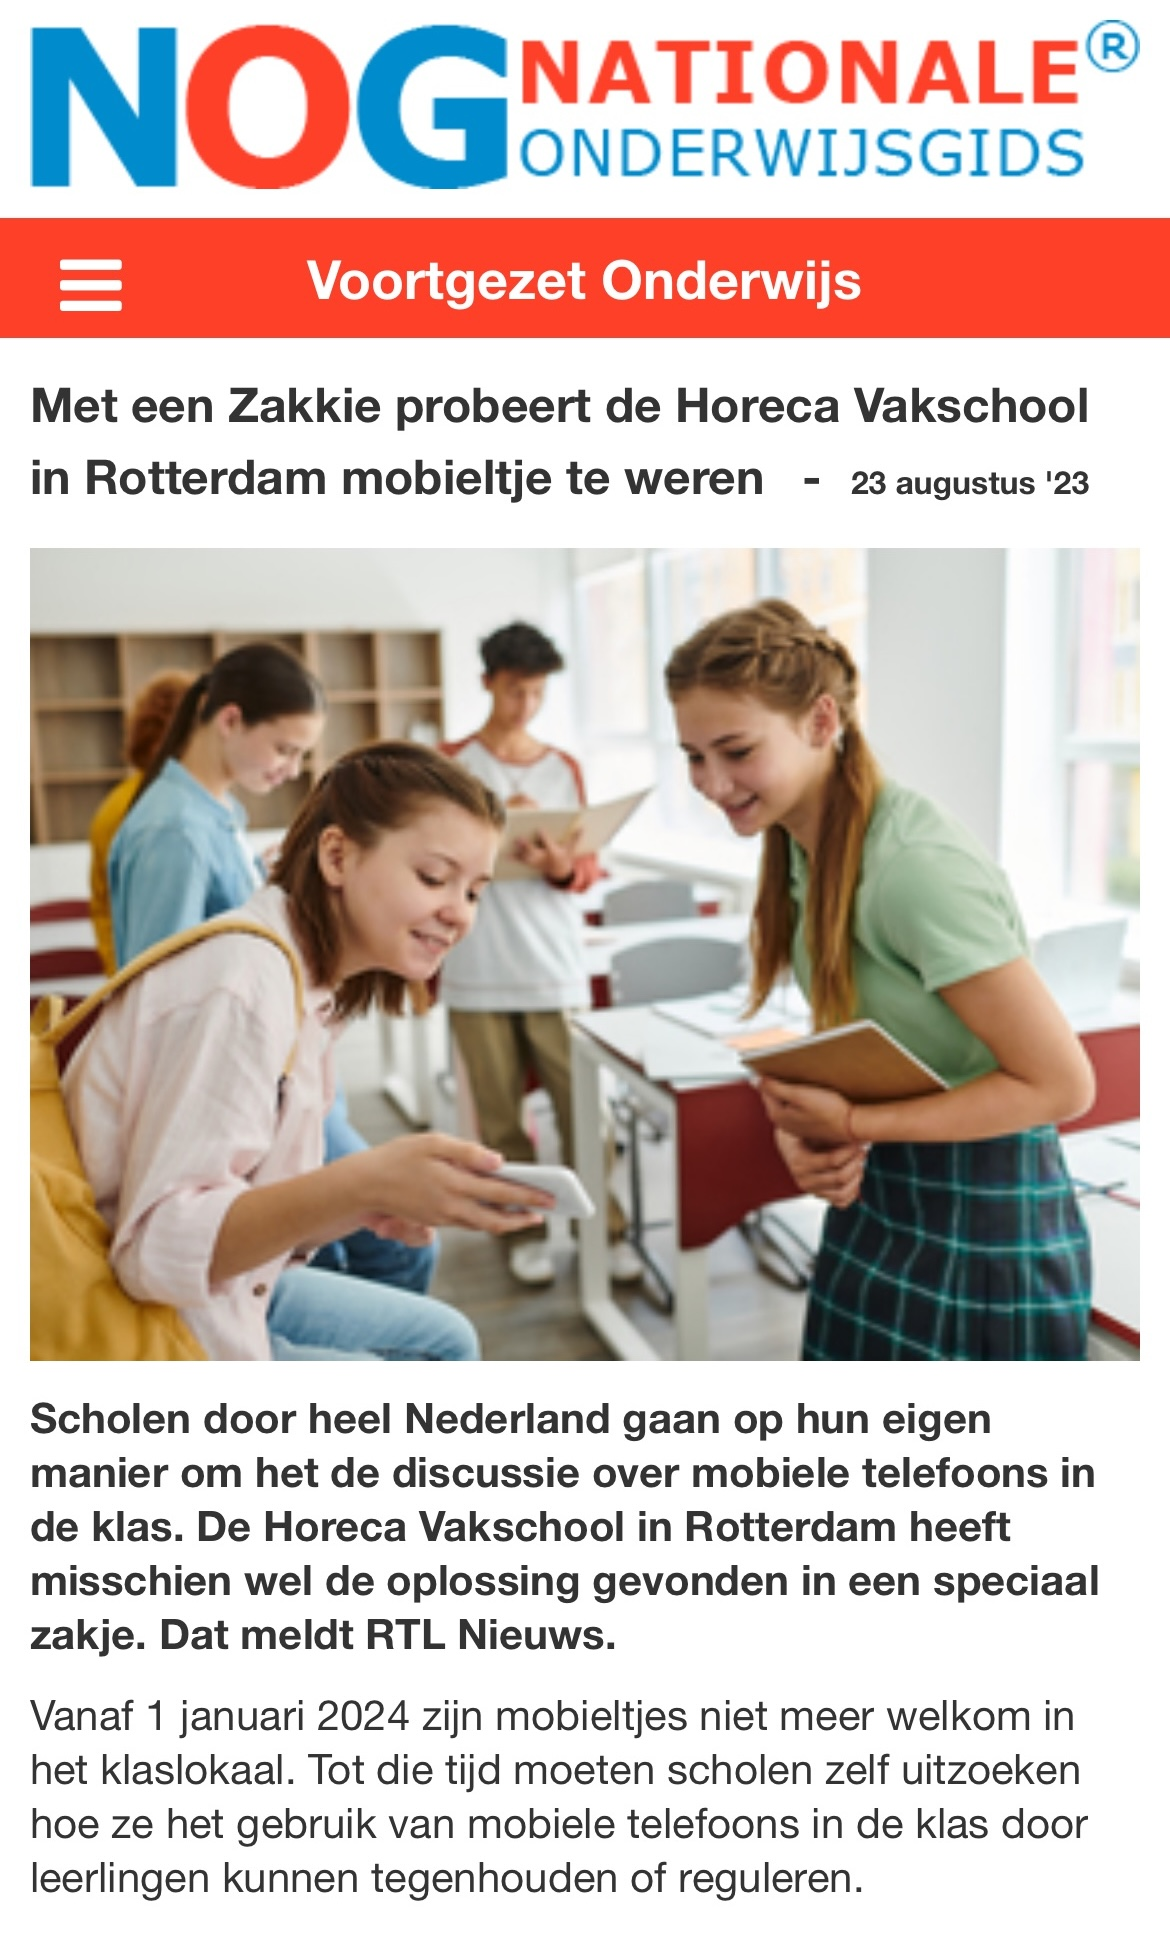 NOG NATIONALE®
ONDERWIJSGIDS
Voortgezet Onderwijs
Met een Zakkie probeert de Horeca Vakschool
in Rotterdam mobieltje te weren - 23 augustus '23
Scholen door heel Nederland gaan op hun eigen
manier om het de discussie over mobiele telefoons in
de klas. De Horeca Vakschool in Rotterdam heeft
misschien wel de oplossing gevonden in een speciaal
zakje. Dat meldt RTL Nieuws.
Vanaf 1 januari 2024 zijn mobieltjes niet meer welkom in
het klaslokaal. Tot die tijd moeten scholen zelf uitzoeken
hoe ze het gebruik van mobiele telefoons in de klas door
leerlingen kunnen tegenhouden of reguleren.